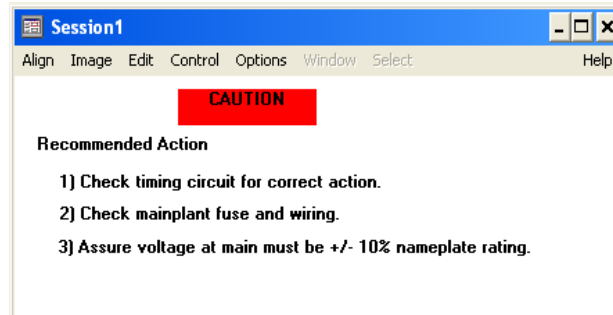 Session1
Align Image Edit Control Options Window Select Help
CAUTION
Recommended Action
1) Check timing circuit for correct action.
2) Check mainplant fuse and wiring.
3) Assure voltage at main must be +/- 10% nameplate rating.